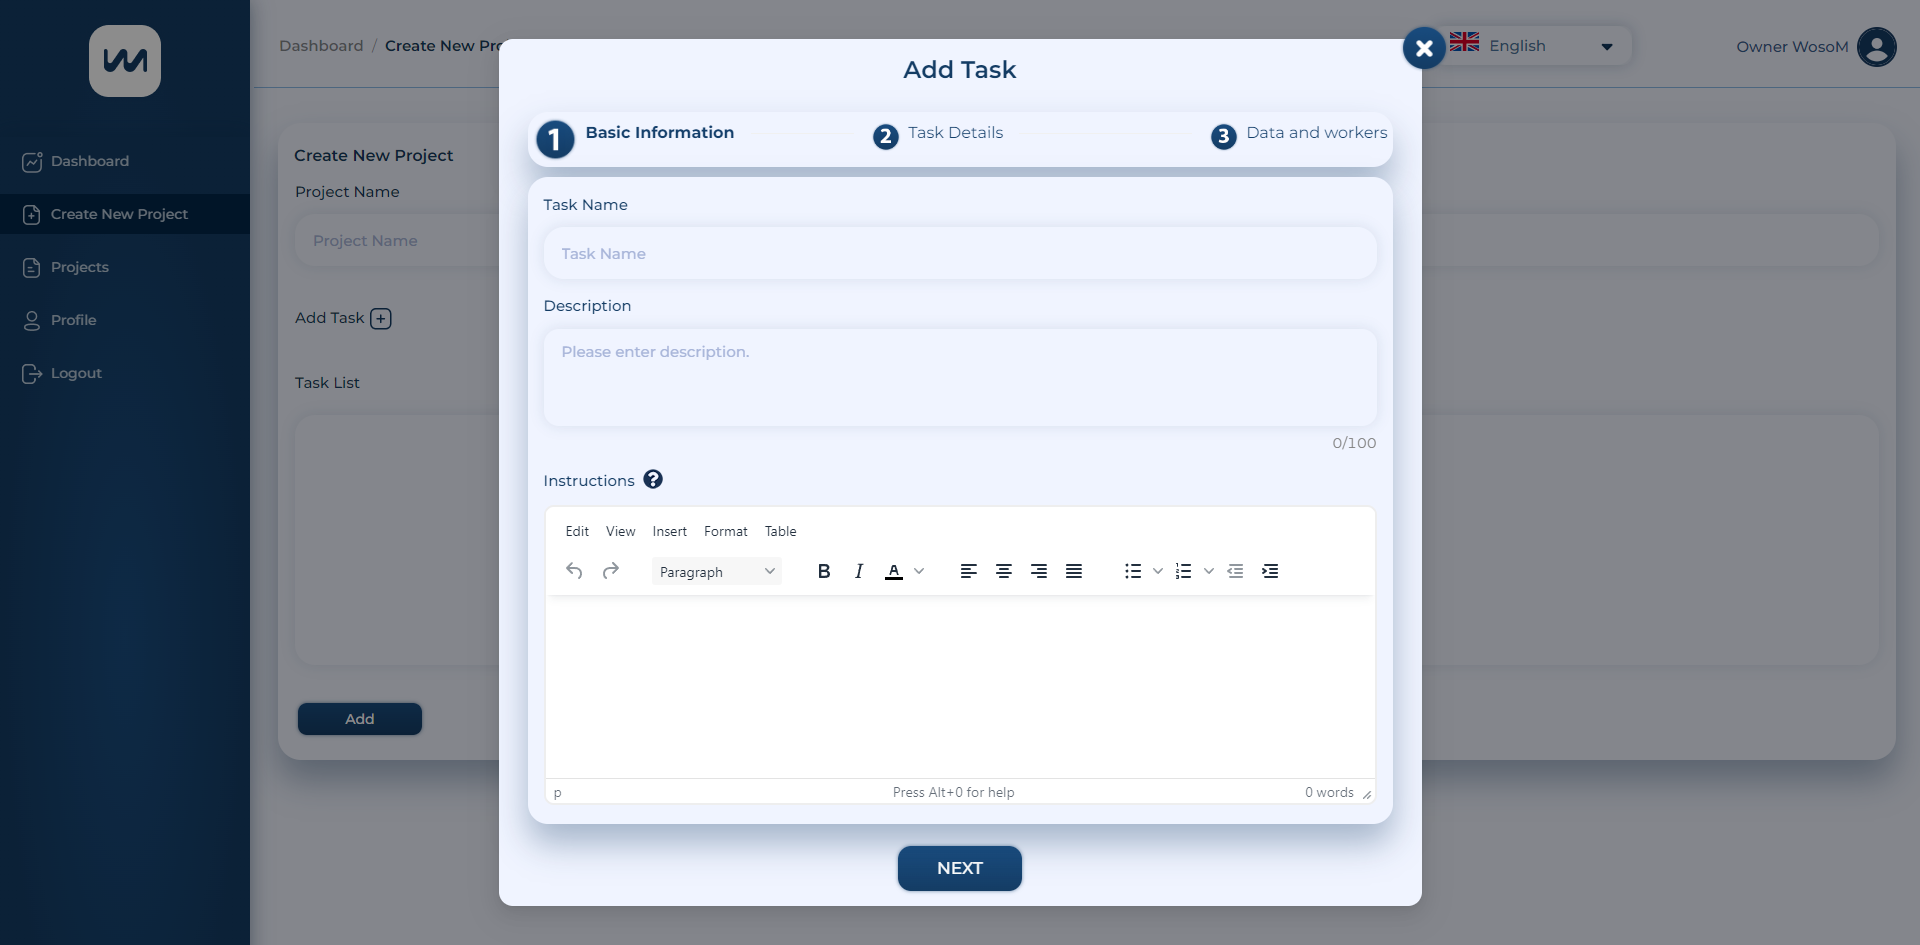 Dashboard / Create New Pro
English
Owner WosoM
Dashboard
Create New Project
Projects
Profile
Logout
Create New Project
Project Name
Project Name
Add Task
Task List
Add
Add Task
1 Basic Information
2 Task Details
3 Data and workers
Task Name
Task Name
Description
Please enter description.
0/100
Instructions ?
Edit View Insert Format Table
Paragraph B I A
p Press Alt+0 for help 0 words
NEXT